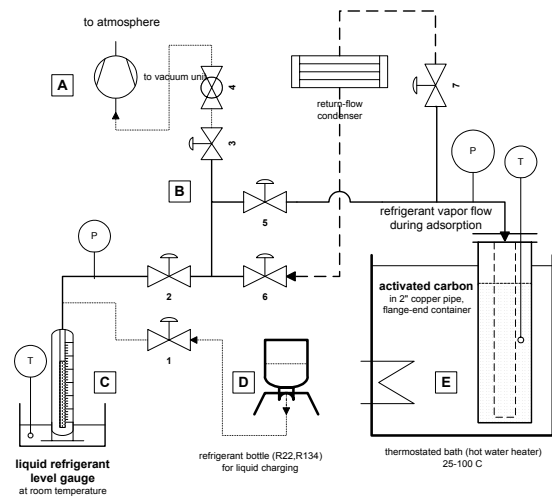 to atmosphere
A
to vacuum unit
4
3
return-flow
condenser
7
P
T
B
5
refrigerant vapor flow
during adsorption
P
2
6
activated carbon
in 2" copper pipe,
flange-end container
1
T
C
D
E
liquid refrigerant
level gauge
at room temperature
refrigerant bottle (R22,R134)
for liquid charging
thermostated bath (hot water heater)
25-100 C